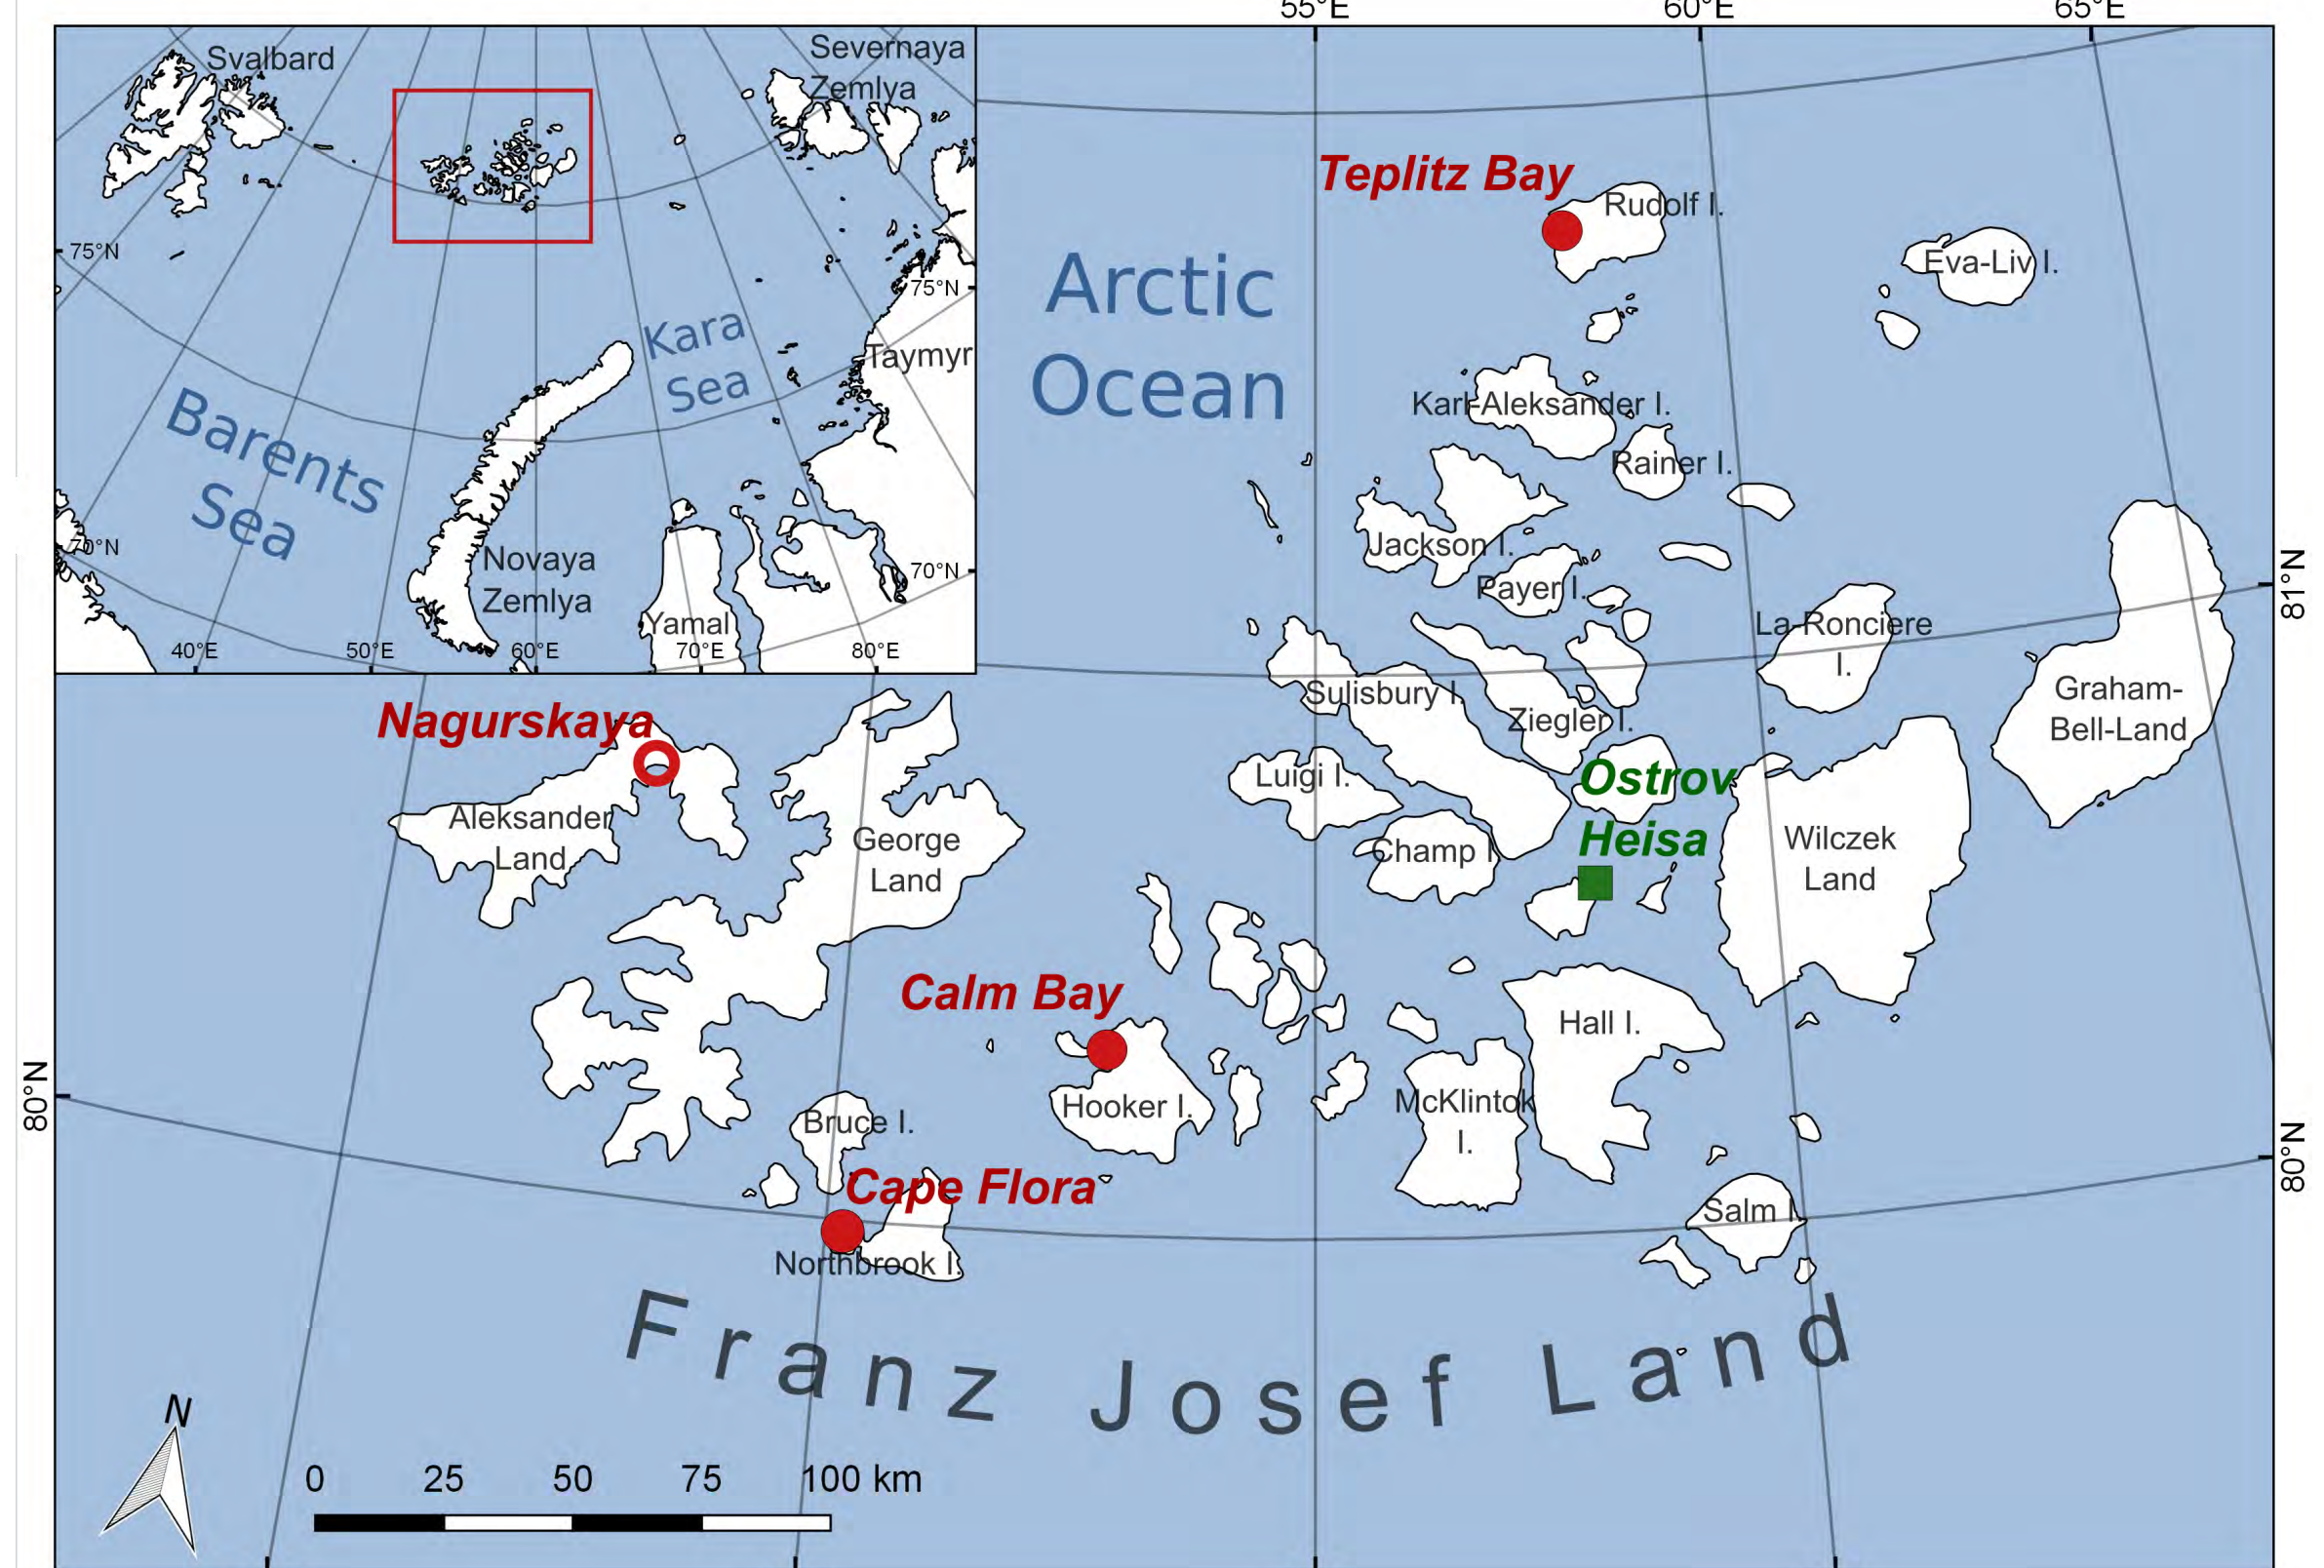 55°E 60°E 65°E
Svalbard
Severnaya
Zemlya
75°N
75°N
Kara
Sea
Taymyr
Barents
Sea
70°N
Novaya
Zemlya
70°N
Yamal
40°E 50°E 60°E 70°E 80°E
Arctic
Ocean
Teplitz Bay
Rudolf I.
Eva-Liv I.
Karl-Aleksander I.
Rainer I.
Jackson I.
Payer I.
81°N
La-Ronciere
I.
Sulisbury I.
Ziegler I.
Graham-
Bell-Land
Nagurskaya
Luigi I.
Ostrov
Heisa
Aleksander
Land
George
Land
Champ I.
Wilczek
Land
Calm Bay
Hall I.
80°N
Hooker I.
McKlintok
I.
Bruce I.
80°N
Cape Flora
Salm I.
Northbrook I.
Franz Josef Land
N
0 25 50 75 100 km